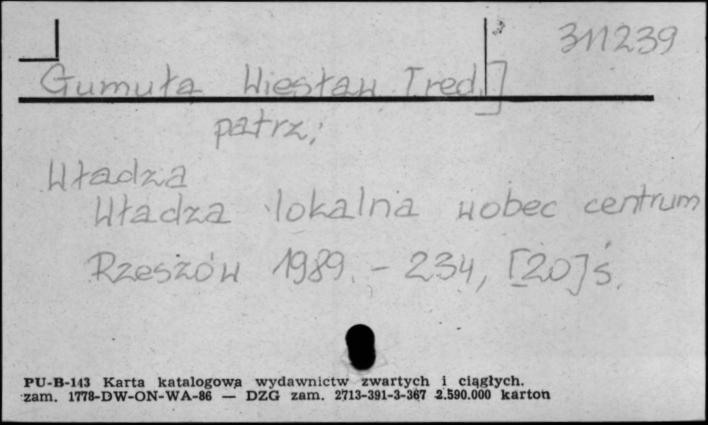 311239
Gumuła Wiesław [red.]
patrz:
Władza
Władza lokalna wobec centrum
Rzeszów 1989. - 234, [20] s.
PU-B-143 Karta katalogowa wydawnictw zwartych i ciągłych.
zam. 1778-DW-ON-WA-86 — DZG zam. 2713-391-3-367 2.590.000 karton